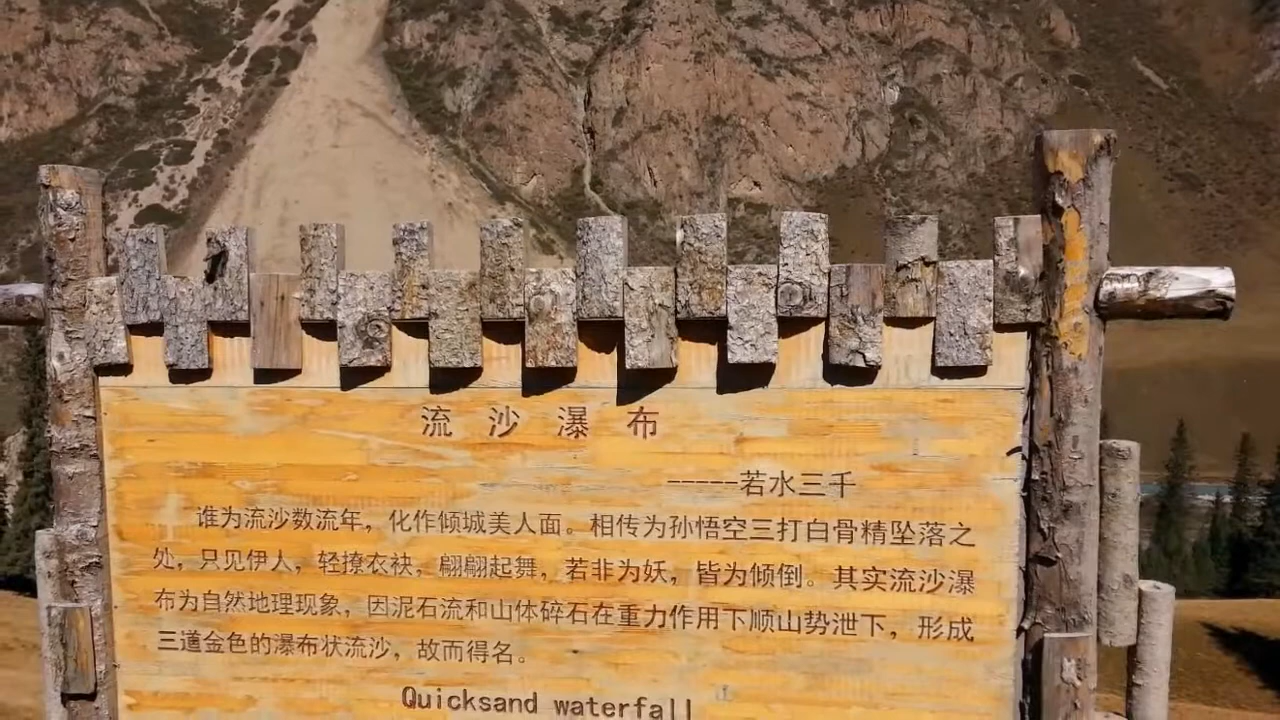 流沙瀑布
-----若水三千
谁为流沙数流年，化作倾城美人面。相传为孙悟空三打白骨精坠落之
处，只见伊人，轻撩衣袂，翩翩起舞，若非为妖，皆为倾倒。其实流沙瀑
布为自然地理现象，因泥石流和山体碎石在重力作用下顺山势泄下，形成
三道金色的瀑布状流沙，故而得名。
Quicksand waterfall